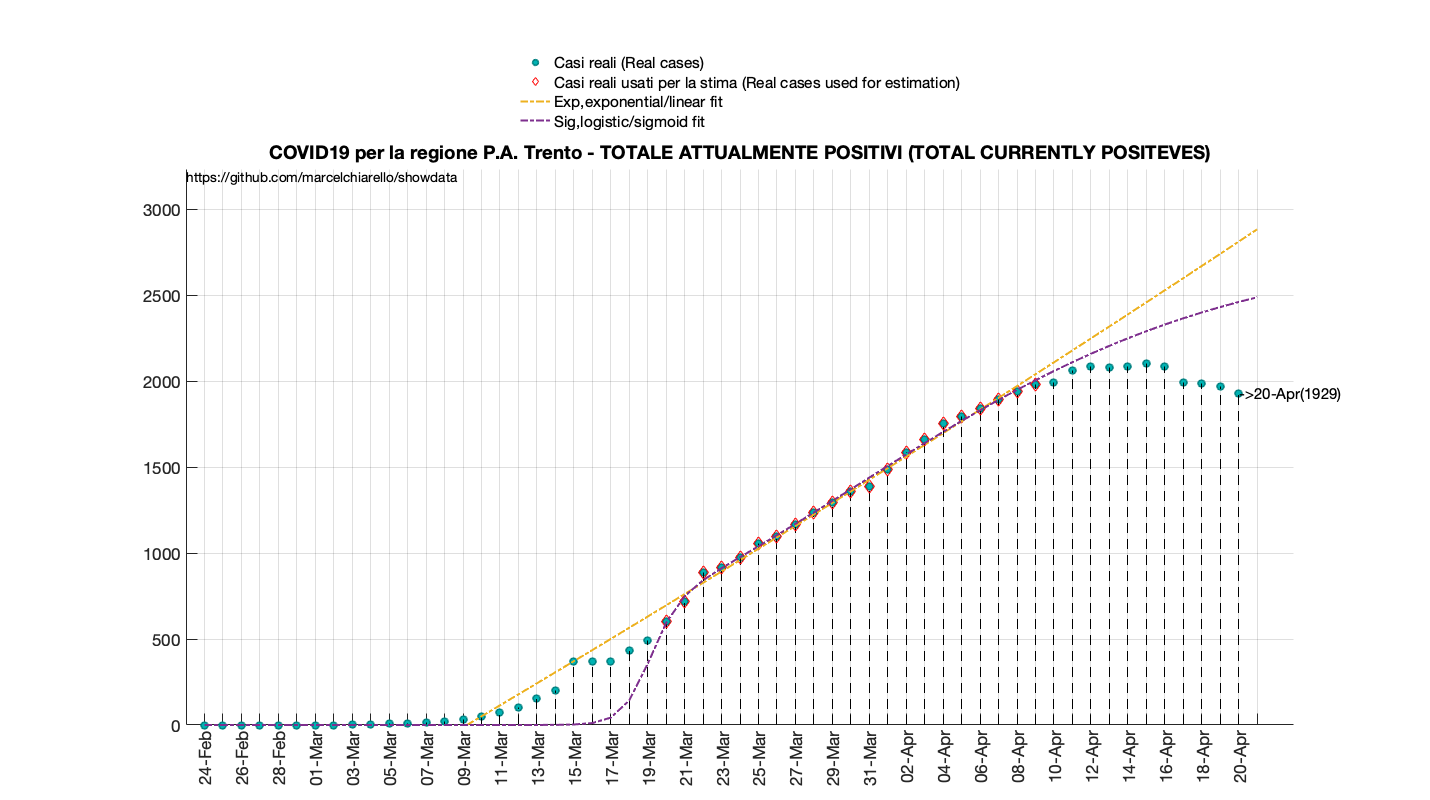 Casi reali (Real cases)
Casi reali usati per la stima (Real cases used for estimation)
Exp,exponential/linear fit
Sig,logistic/sigmoid fit
COVID19 per la regione P.A. Trento - TOTALE ATTUALMENTE POSITIVI (TOTAL CURRENTLY POSITEVES)
https://github.com/marcelchiarello/showdata
3000
2500
2000
1500
1000
500
0
->20-Apr(1929)
24-Feb
26-Feb
28-Feb
01-Mar
03-Mar
05-Mar
07-Mar
09-Mar
11-Mar
13-Mar
15-Mar
17-Mar
19-Mar
21-Mar
23-Mar
25-Mar
27-Mar
29-Mar
31-Mar
02-Apr
04-Apr
06-Apr
08-Apr
10-Apr
12-Apr
14-Apr
16-Apr
18-Apr
20-Apr